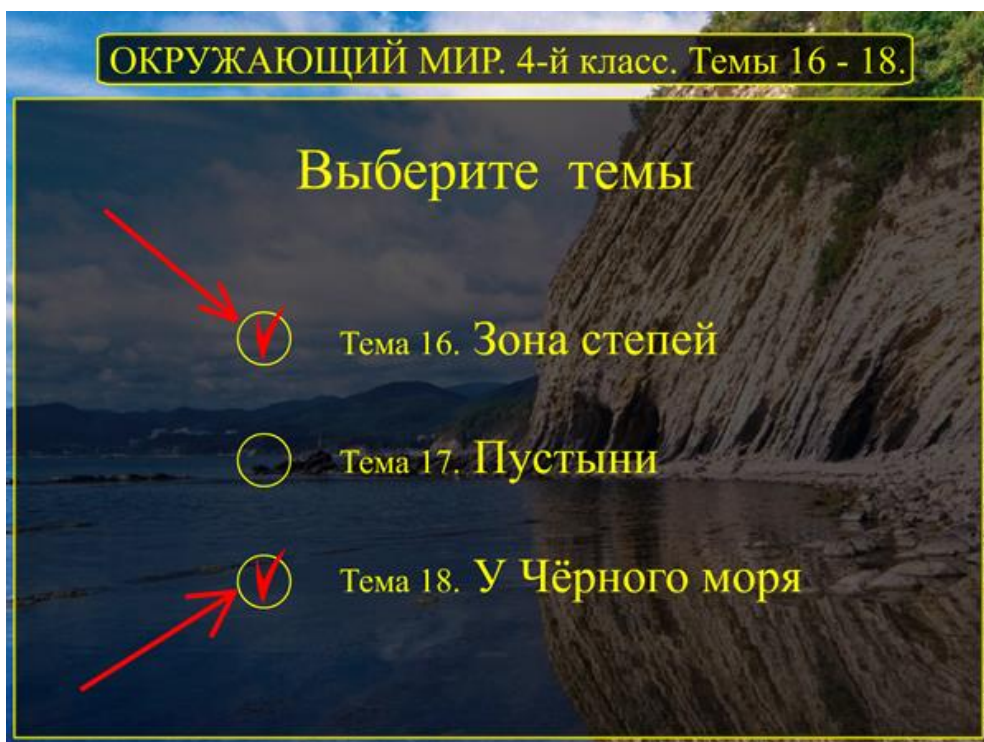 ОКРУЖАЮЩИЙ МИР. 4-й класс. Темы 16 - 18.
Выберите темы
Тема 16. Зона степей
Тема 17. Пустыни
Тема 18. У Чёрного моря